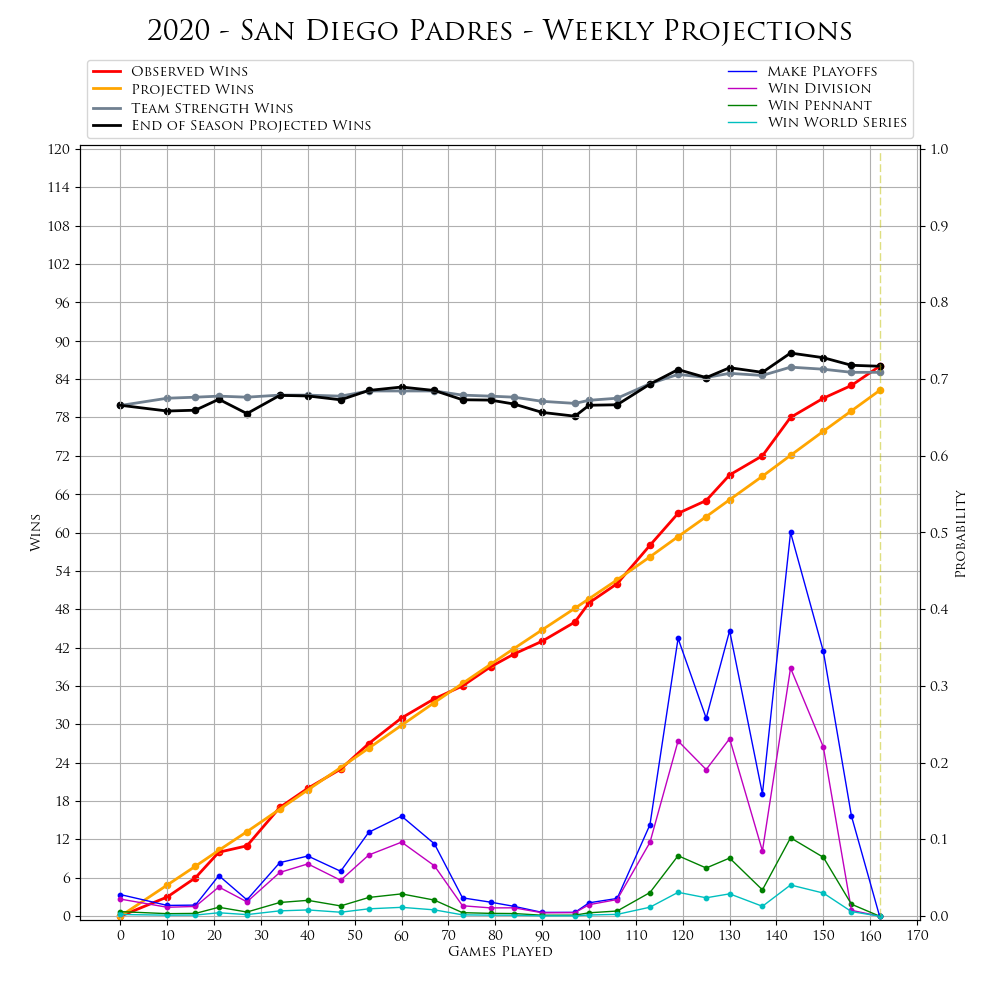 2020 - San Diego Padres - Weekly Projections
Observed Wins
Projected Wins
Team Strength Wins
End of Season Projected Wins
Make Playoffs
Win Division
Win Pennant
Win World Series
120
114
108
102
96
90
84
78
72
66
60
54
48
42
36
30
24
18
12
6
0
Wins
1.0
0.9
0.8
0.7
0.6
0.5
0.4
0.3
0.2
0.1
0.0
Probability
0 10 20 30 40 50 60 70 80 90 100 110 120 130 140 150 160 170
Games Played